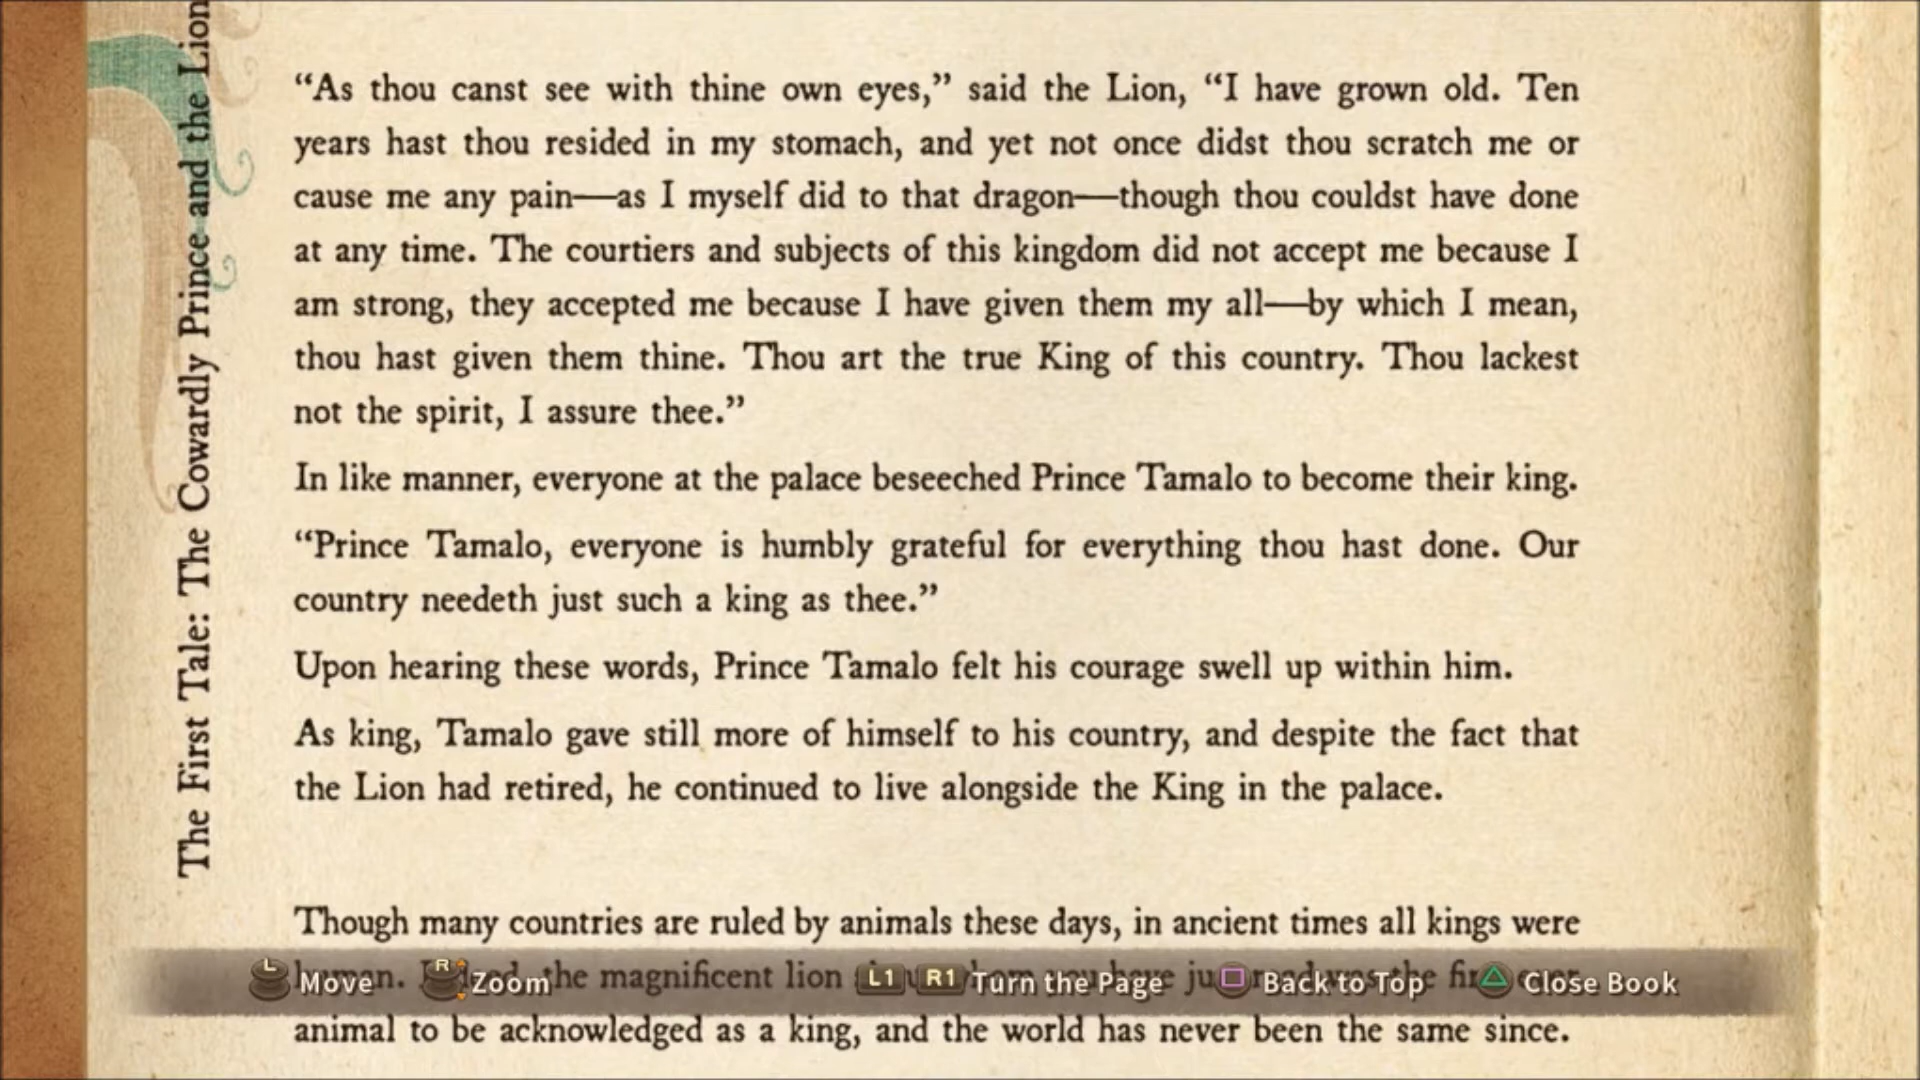 The First Tale: The Cowardly Prince and the Lion
“As thou canst see with thine own eyes,” said the Lion, “I have grown old. Ten
years hast thou resided in my stomach, and yet not once didst thou scratch me or
cause me any pain—as I myself did to that dragon—though thou couldst have done
at any time. The courtiers and subjects of this kingdom did not accept me because I
am strong, they accepted me because I have given them my all—by which I mean,
thou hast given them thine. Thou art the true King of this country. Thou lackest
not the spirit, I assure thee.”
In like manner, everyone at the palace beseeched Prince Tamalo to become their king.
“Prince Tamalo, everyone is humbly grateful for everything thou hast done. Our
country needeth just such a king as thee.”
Upon hearing these words, Prince Tamalo felt his courage swell up within him.
As king, Tamalo gave still more of himself to his country, and despite the fact that
the Lion had retired, he continued to live alongside the King in the palace.
Though many countries are ruled by animals these days, in ancient times all kings were
the magnificent lion have the
animal to be acknowledged as a king, and the world has never been the same since.
L Move R Zoom L1 R1 Turn the Page Back to Top Close Book